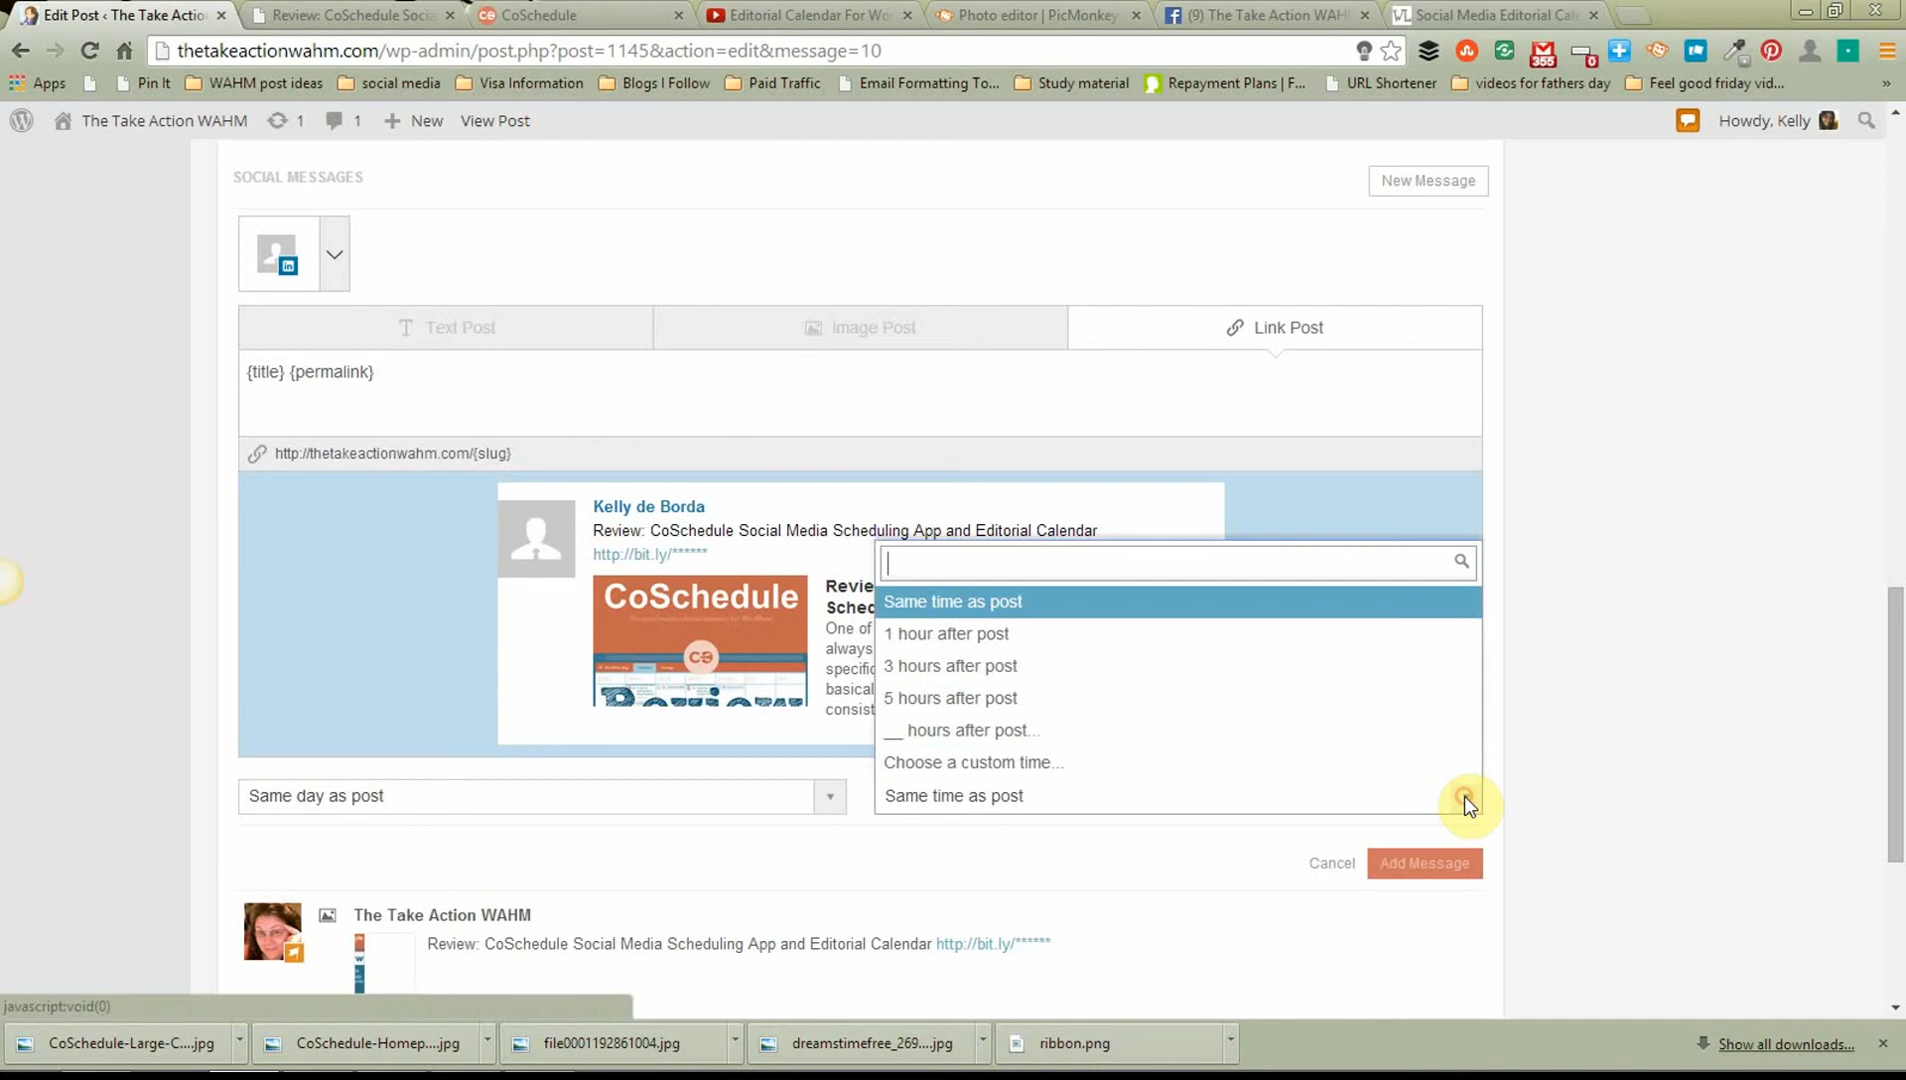 Edit Post ‹ The Take Actio
Review: CoSchedule Socia
CoSchedule
Editorial Calendar For Wo
Photo editor | PicMonkey
(9) The Take Action WAH
Social Media Editorial Cal
thetakeactionwahm.com/wp-admin/post.php?post=1145&action=edit&message=10
355
0
Apps
Pin It
WAHM post ideas
social media
Visa Information
Blogs I Follow
Paid Traffic
Email Formatting To...
Study material
Repayment Plans | F...
URL Shortener
videos for fathers day
Feel good friday vid...
»
The Take Action WAHM
1
1
New
View Post
Howdy, Kelly
SOCIAL MESSAGES
New Message
in
Text Post
Image Post
Link Post
{title} {permalink}
http://thetakeactionwahm.com/{slug}
Kelly de Borda
Review: CoSchedule Social Media Scheduling App and Editorial Calendar
http://bit.ly/******
CoSchedule
Revie
Sched
One of
always
specific
basical
consist
Same time as post
1 hour after post
3 hours after post
5 hours after post
__ hours after post...
Choose a custom time...
Same day as post
Same time as post
Cancel
Add Message
The Take Action WAHM
Review: CoSchedule Social Media Scheduling App and Editorial Calendar http://bit.ly/******
javascript:void(0)
CoSchedule-Large-C....jpg
CoSchedule-Homep....jpg
file0001192861004.jpg
dreamstimefree_269....jpg
ribbon.png
Show all downloads...